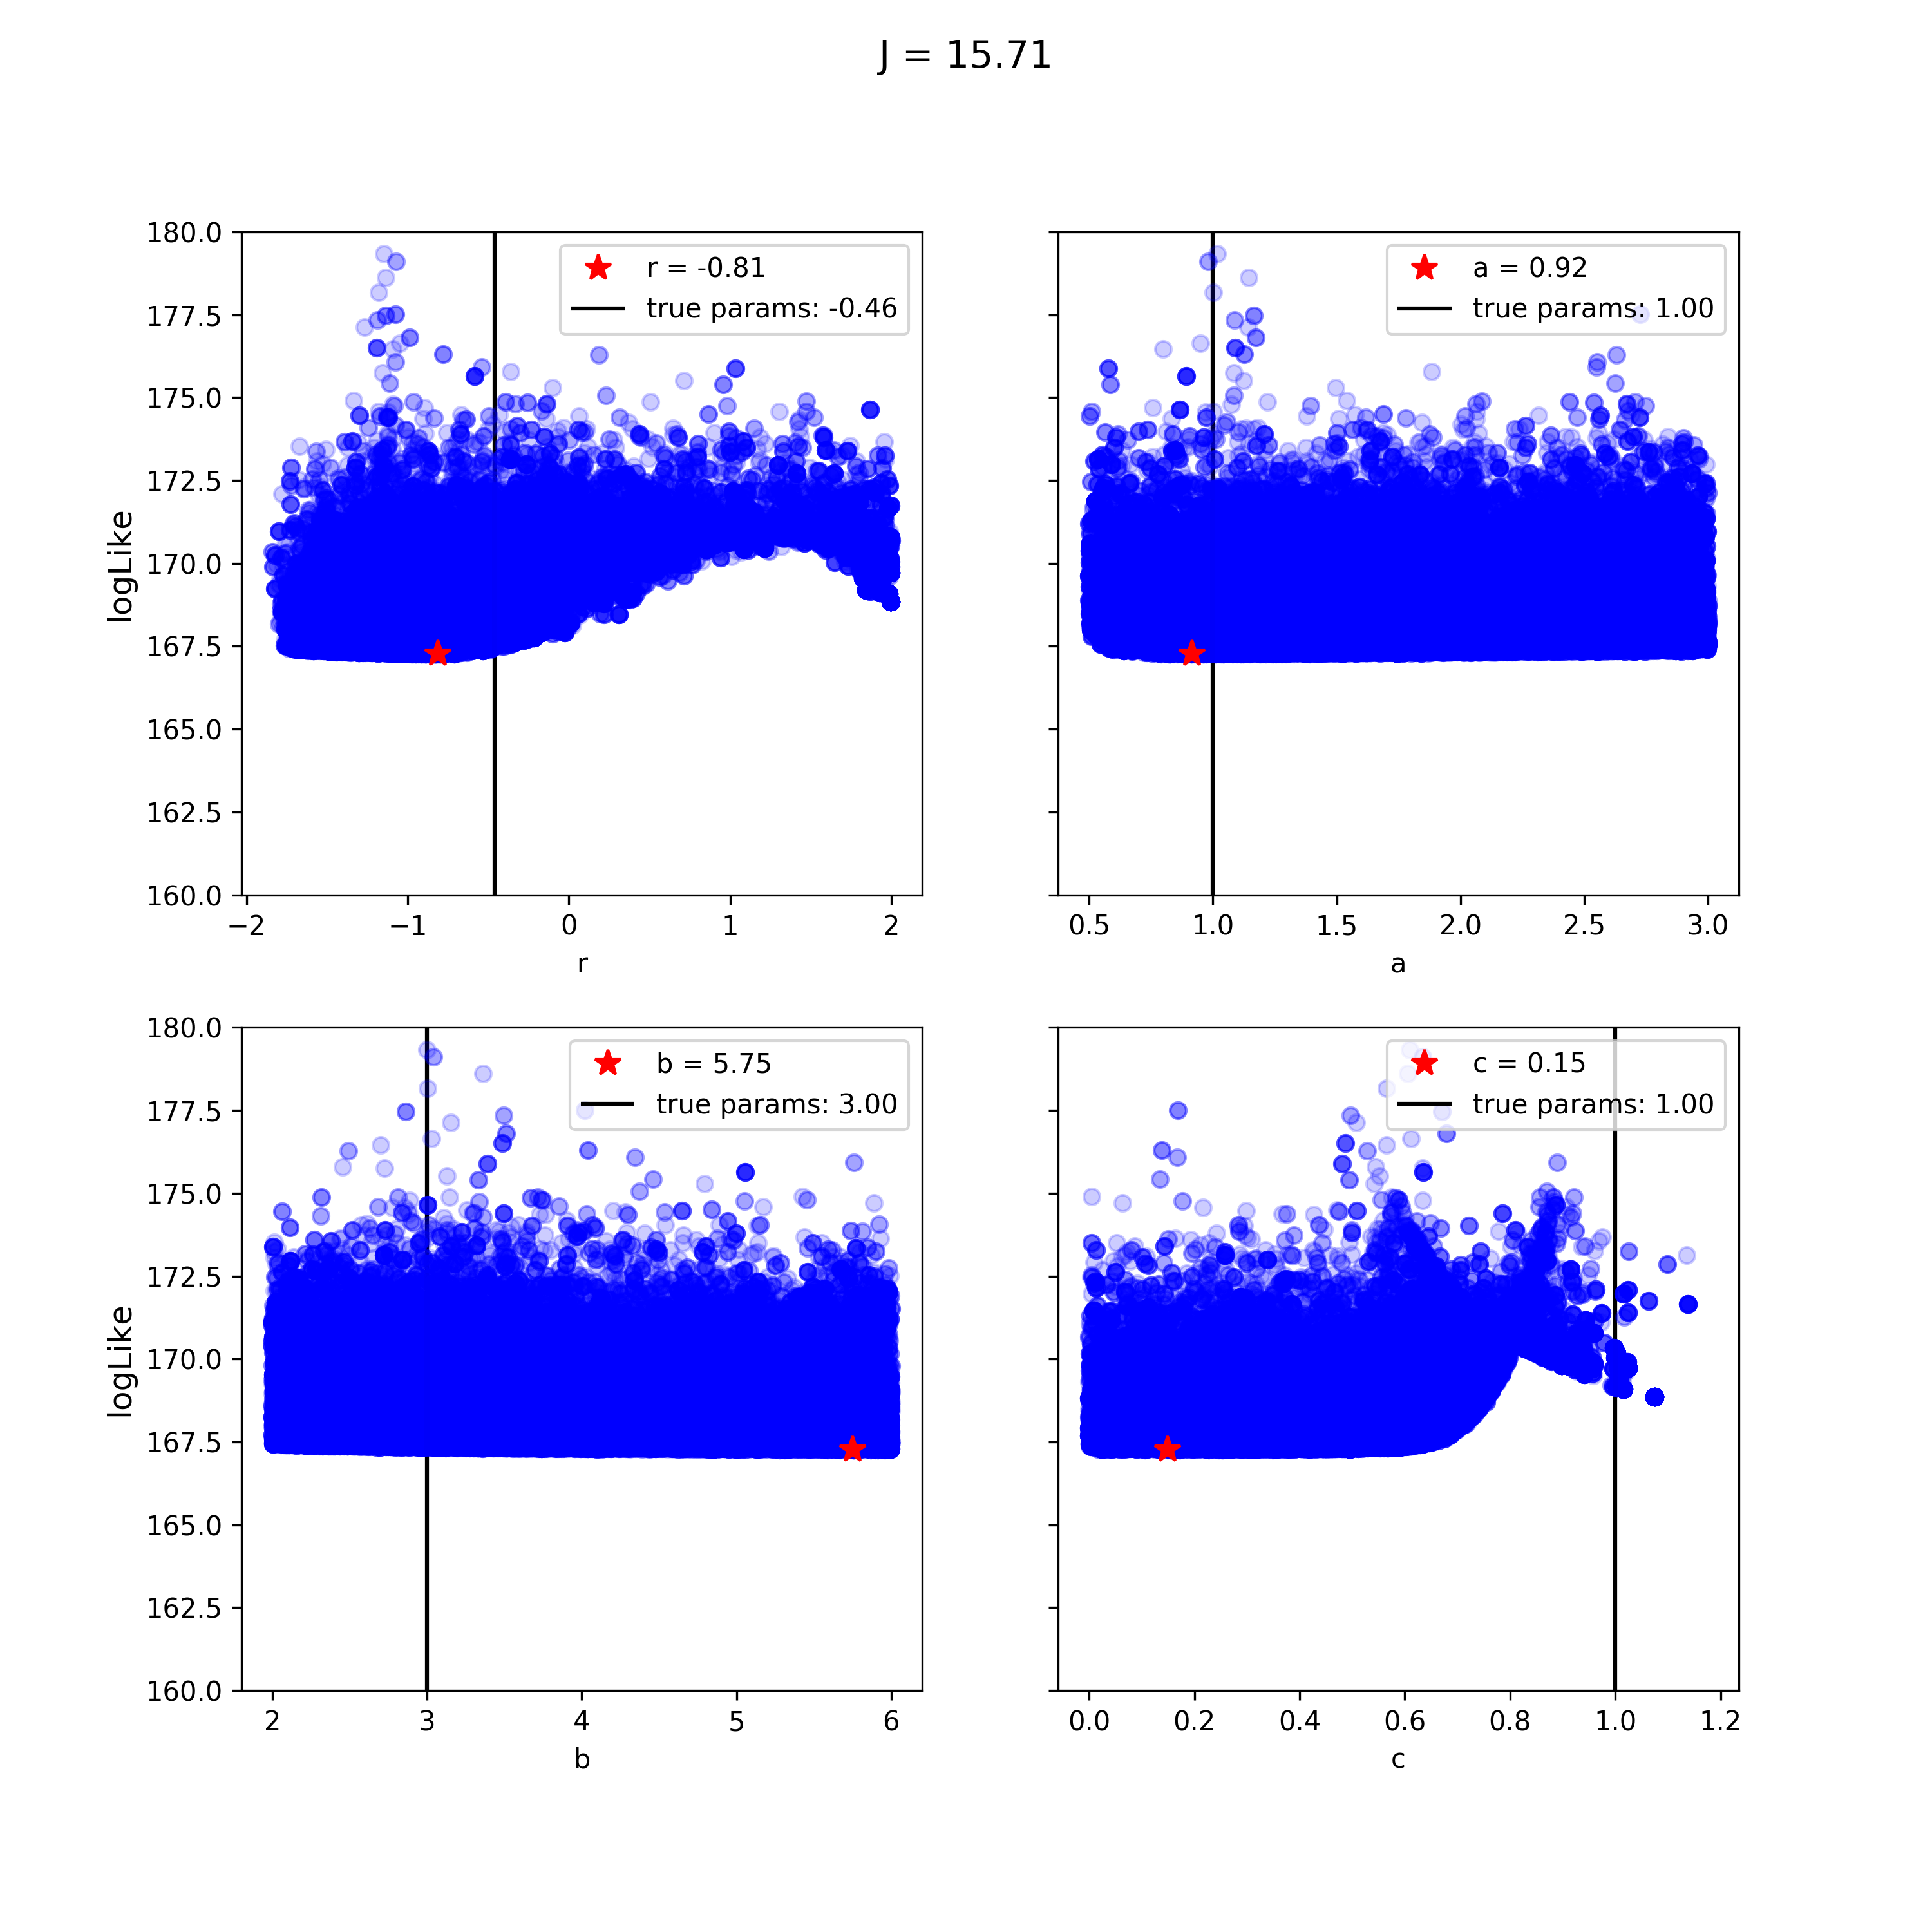 J = 15.71
180.0
177.5
175.0
172.5
170.0
167.5
165.0
162.5
160.0
logLike
r = -0.81
true params: -0.46
−2 −1 0 1 2
r
a = 0.92
true params: 1.00
0.5 1.0 1.5 2.0 2.5 3.0
a
180.0
177.5
175.0
172.5
170.0
167.5
165.0
162.5
160.0
logLike
b = 5.75
true params: 3.00
2 3 4 5 6
b
c = 0.15
true params: 1.00
0.0 0.2 0.4 0.6 0.8 1.0 1.2
c